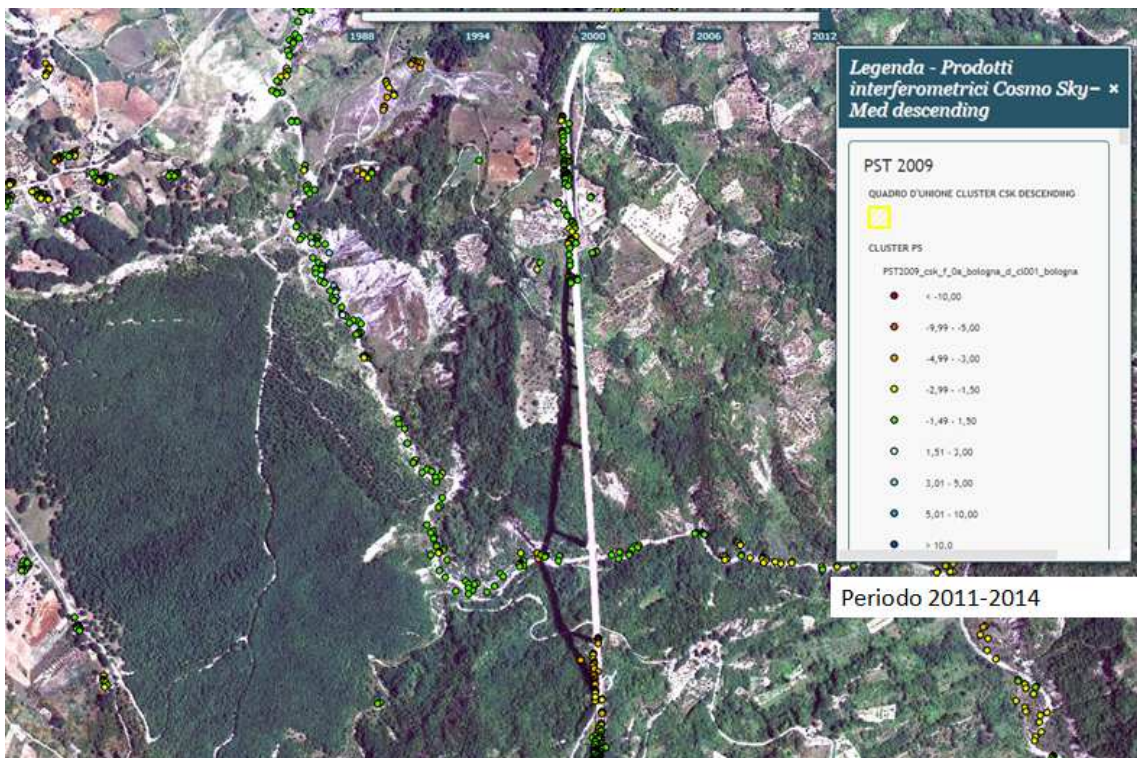 1988 1994 2000 2006 2012
Legenda - Prodotti
interferometrici Cosmo Sky-
Med descending
×
PST 2009
QUADRO D'UNIONE CLUSTER CSK DESCENDING
CLUSTER PS
PST2009_csk_f_0a_bologna_d_cl001_bologna
< -10,00
-9,99 - -5,00
-4,99 - -3,00
-2,99 - -1,50
-1,49 - 1,50
1,51 - 3,00
3,01 - 5,00
5,01 - 10,00
> 10,0
Periodo 2011-2014